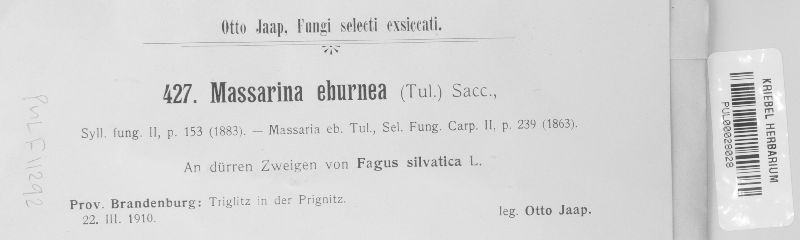 Otto Jaap, Fungi selecti exsiccati.
427. Massarina eburnea (Tul.) Sacc.,
Syll. fung. II, p. 153 (1883). — Massaria eb. Tul., Sel. Fung. Carp. II, p. 239 (1863).
An dürren Zweigen von Fagus silvatica L.
Prov. Brandenburg: Triglitz in der Prignitz.
22. III. 1910.
leg. Otto Jaap.
PUL F11292
KRIEBEL HERBARIUM
PUL00028028